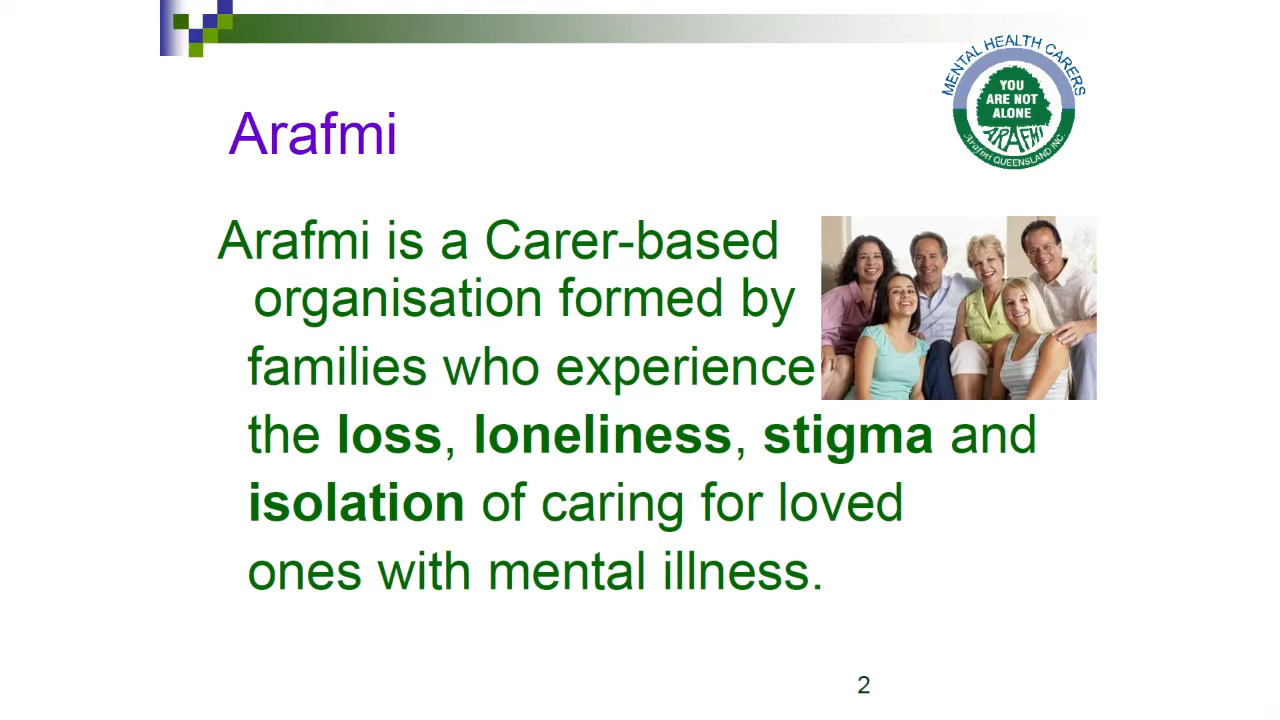 MENTAL HEALTH CARERS
YOU
ARE NOT
ALONE
ARAFMI
Arafmi QUEENSLAND INC.
Arafmi
Arafmi is a Carer-based
organisation formed by
families who experience
the loss, loneliness, stigma and
isolation of caring for loved
ones with mental illness.
2